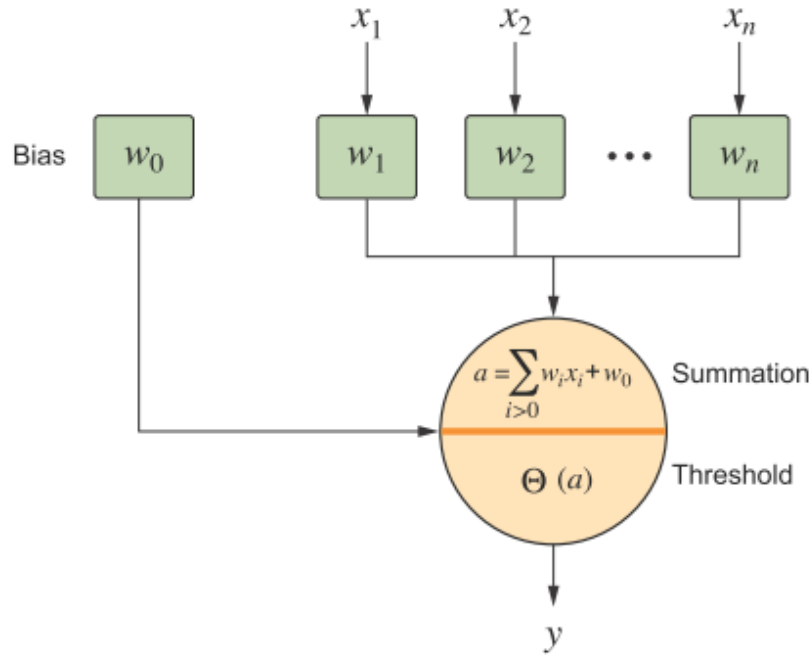 x₁ x₂ xₙ
Bias w₀ w₁ w₂ ••• wₙ
a = ∑ wᵢxᵢ + w₀ Summation
i>0
Θ (a) Threshold
y